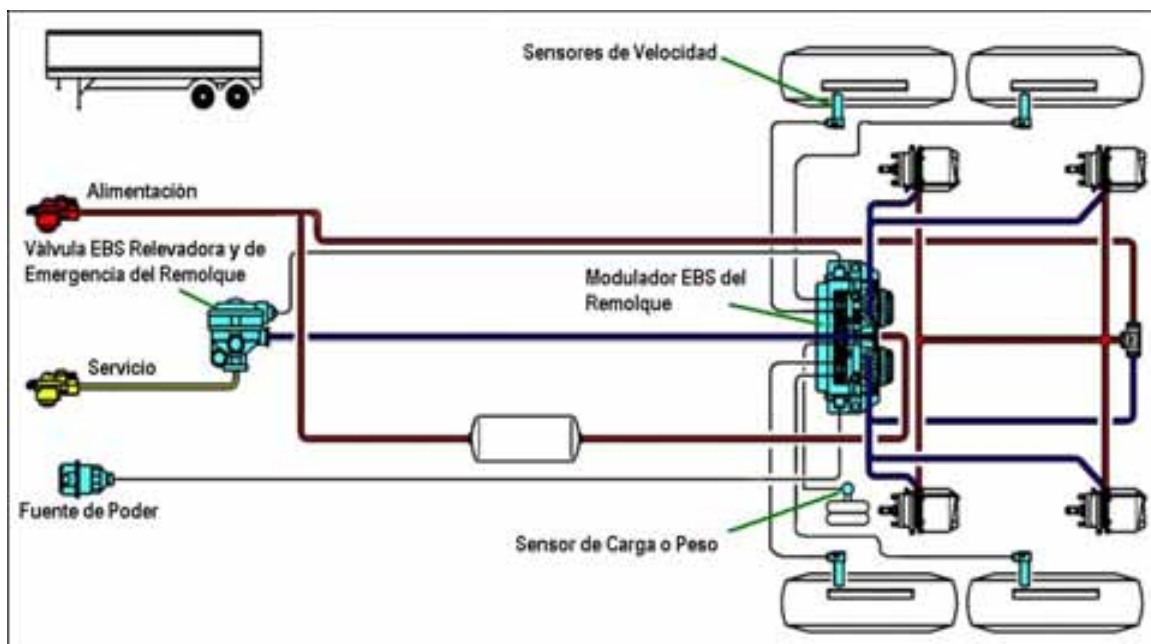 Sensores de Velocidad
Alimentación
Vàlvula EBS Relevadora y de
Emergencia del Remolque
Modulador EBS del
Remolque
Servicio
Fuente de Poder
Sensor de Carga o Peso